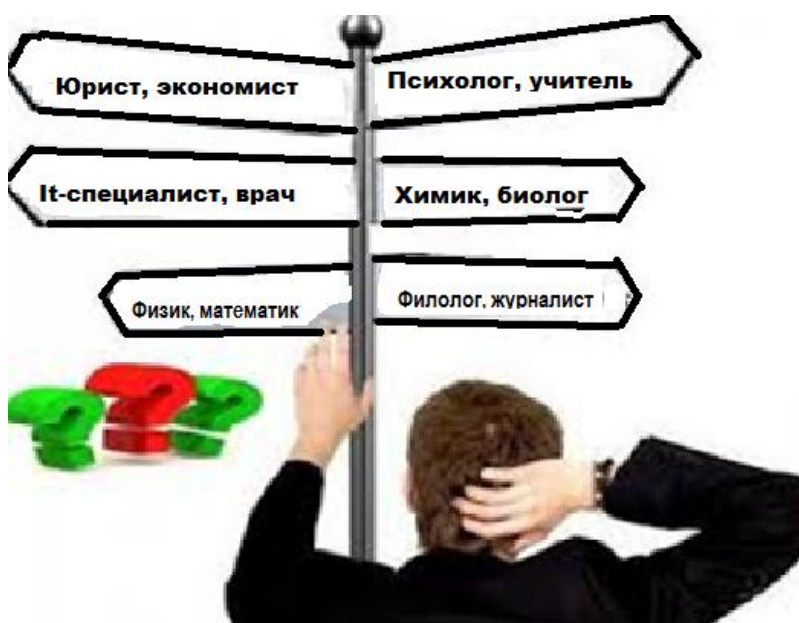 Юрист, экономист
Психолог, учитель
It-специалист, врач
Химик, биолог
Физик, математик
Филолог, журналист